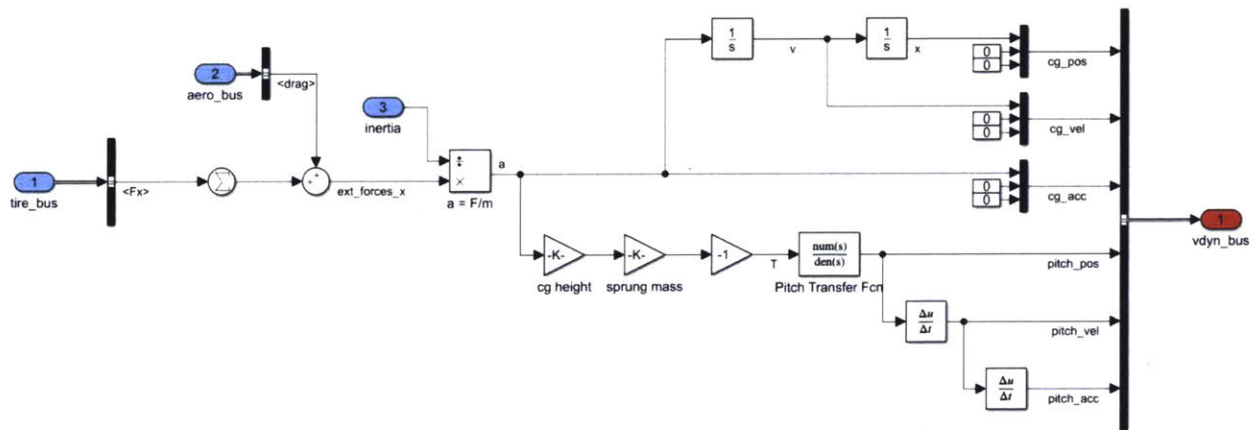 1
s
v
1
s
x
0
0
cg_pos
2
aero_bus
<drag>
3
inertia
0
0
cg_vel
1
tire_bus
<Fx>
Σ
+
+
ext_forces_x
÷
×
a = F/m
a
0
0
cg_acc
1
vdyn_bus
-K-
cg height
-K-
sprung mass
-1
T
num(s)
den(s)
Pitch Transfer Fcn
pitch_pos
Δu
Δt
pitch_vel
Δu
Δt
pitch_acc